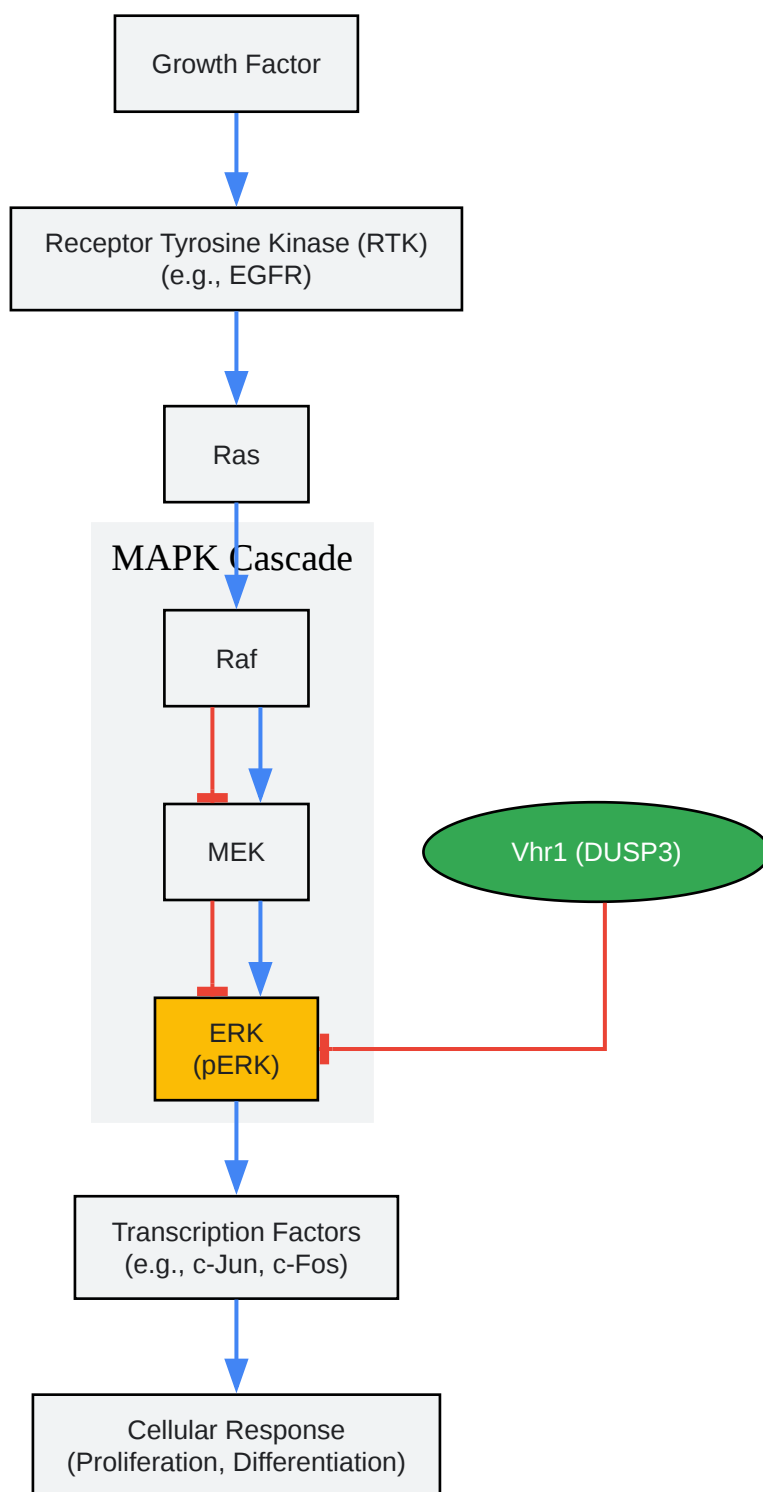 Growth Factor
Receptor Tyrosine Kinase (RTK)
(e.g., EGFR)
Ras
MAPK Cascade
Raf
MEK
Vhr1 (DUSP3)
ERK
(pERK)
Transcription Factors
(e.g., c-Jun, c-Fos)
Cellular Response
(Proliferation, Differentiation)